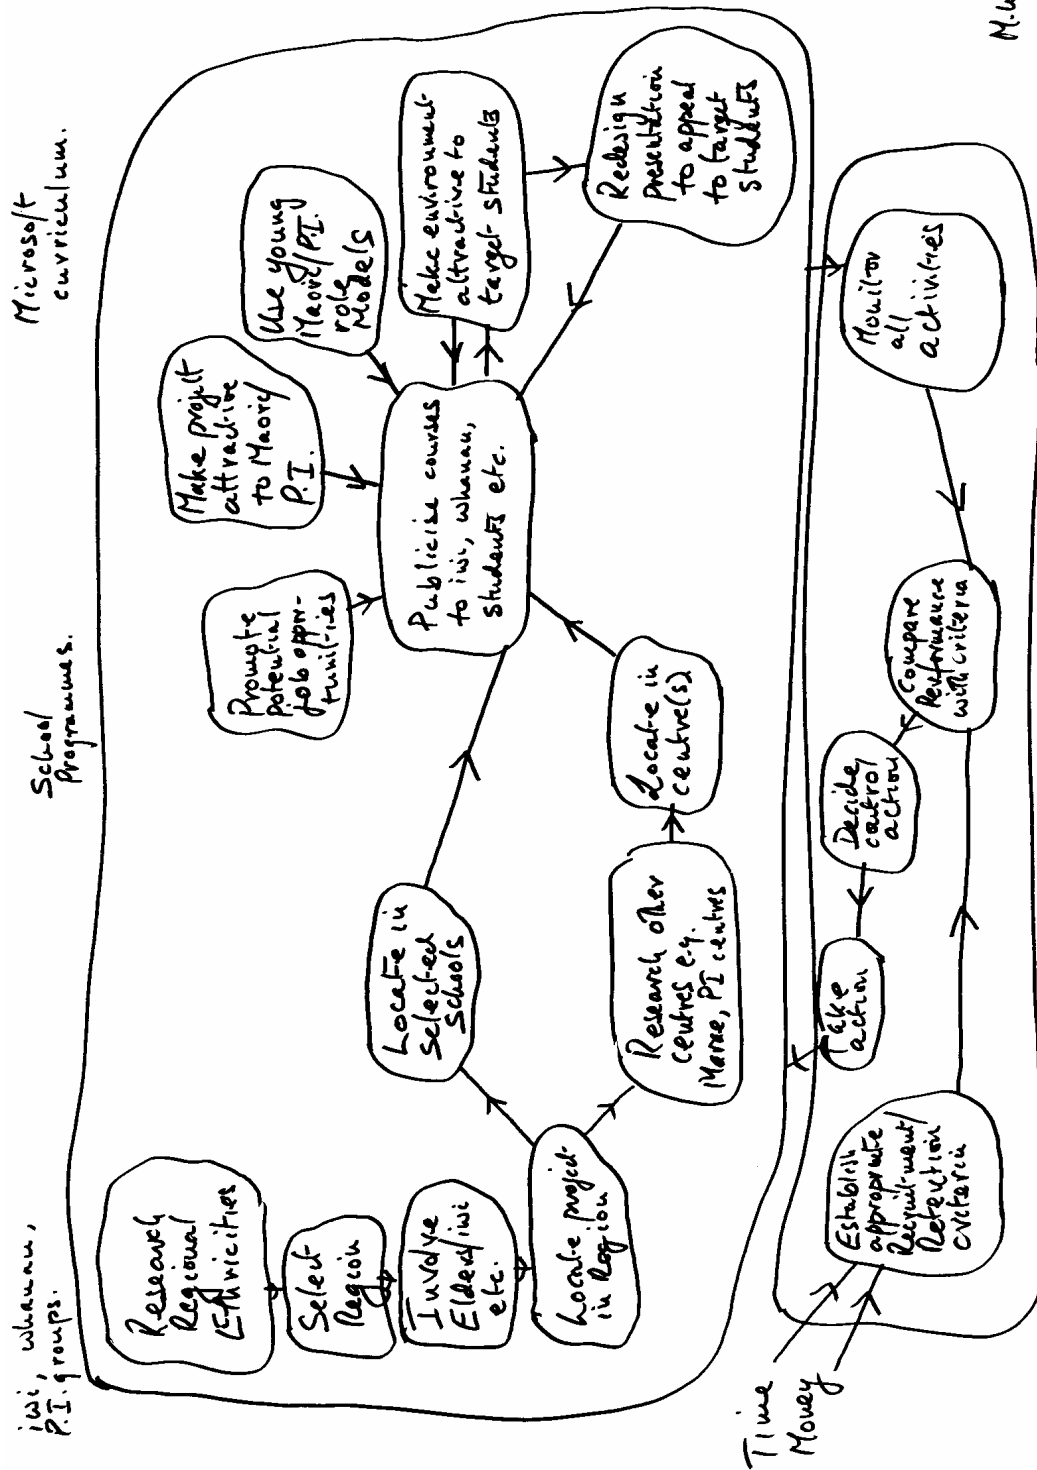 iwi, whanau,
P.I. groups.
School
Programmes.
Microsoft
curriculum.
Research
Regional
Ethnicities
Select
Region
Involve
Elders/iwi
etc.
Locate project
in Region
Locate in
selected
schools
Research other
centres e.g.
Marae, PI centres
Locate in
centre(s)
Promote
potential
job oppor-
tunities
Make project
attractive
to Maori/
P.I.
Use young
Maori/P.I.
role
Models
Publicise courses
to iwi, whanau,
students etc.
Make environment
attractive to
target students
Redesign
presentation
to appeal
to target
students
Time
Money
Establish
appropriate
Recruitment/
Retention
criteria
Take
action
Decide
control
action
Compare
Performance
with criteria
Monitor
all
activities